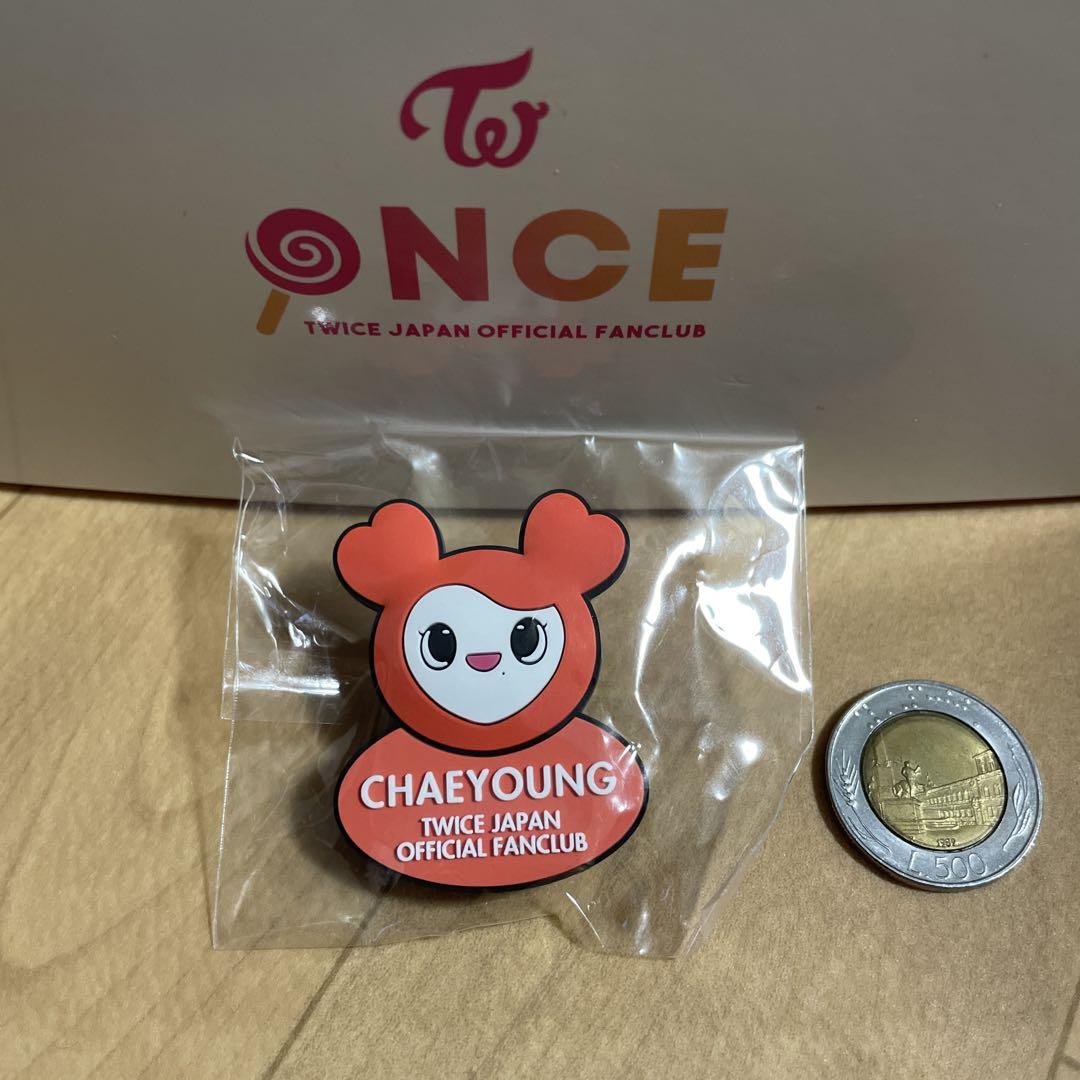 TW
ONCE
TWICE JAPAN OFFICIAL FANCLUB
CHAEYOUNG
TWICE JAPAN
OFFICIAL FANCLUB
L.500